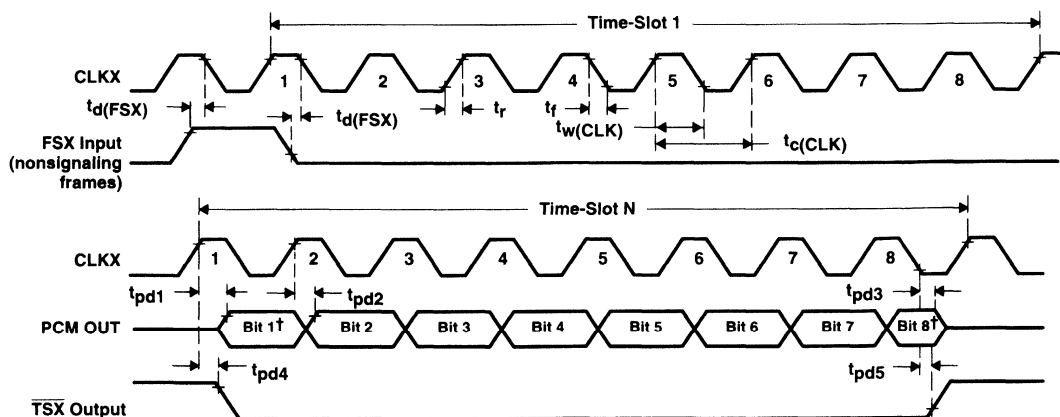 Time-Slot 1
CLKX
1 2 3 4 5 6 7 8
td(FSX)
td(FSX)
tr
tf
tw(CLK)
tc(CLK)
FSX Input
(nonsignaling
frames)
Time-Slot N
CLKX
1 2 3 4 5 6 7 8
tpd1
tpd2
tpd3
PCM OUT
Bit 1† Bit 2 Bit 3 Bit 4 Bit 5 Bit 6 Bit 7 Bit 8†
tpd4
tpd5
TSX Output